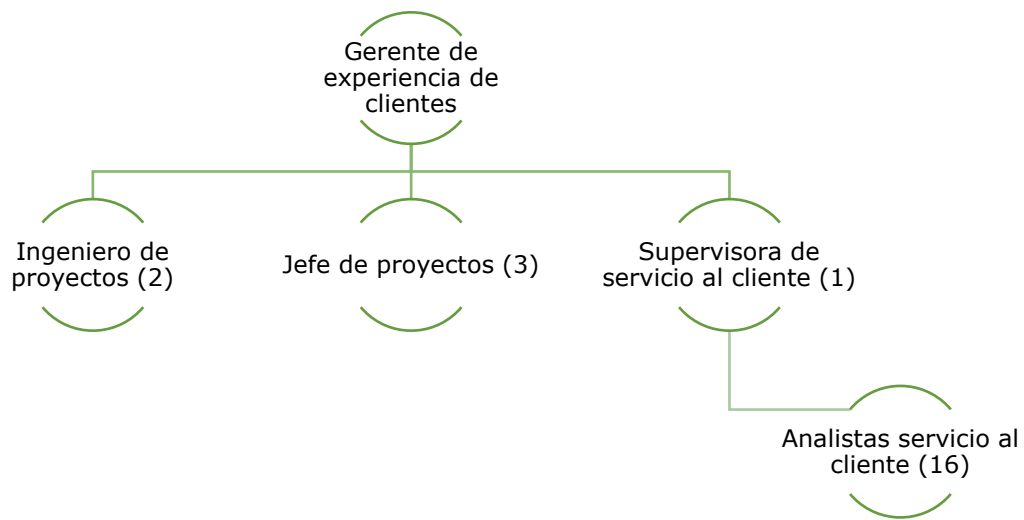 Gerente de
experiencia de
clientes
Ingeniero de
proyectos (2)
Jefe de proyectos (3)
Supervisora de
servicio al cliente (1)
Analistas servicio al
cliente (16)